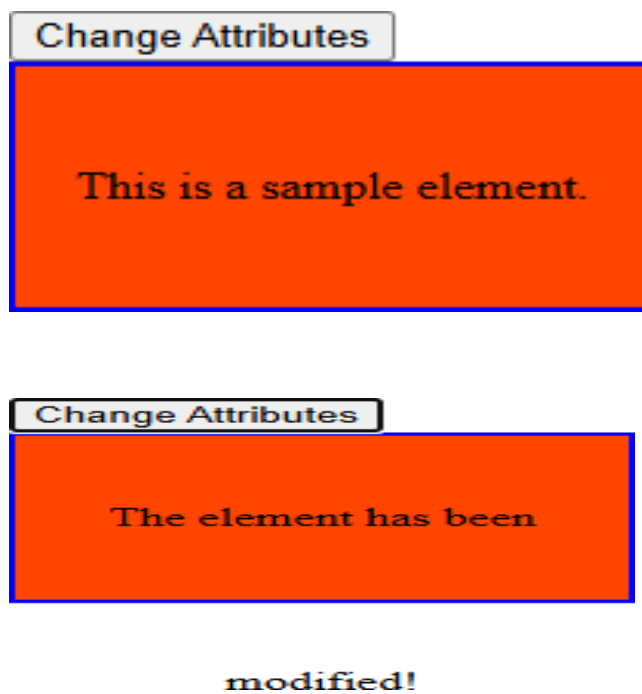 Change Attributes
This is a sample element.
Change Attributes
The element has been
modified!